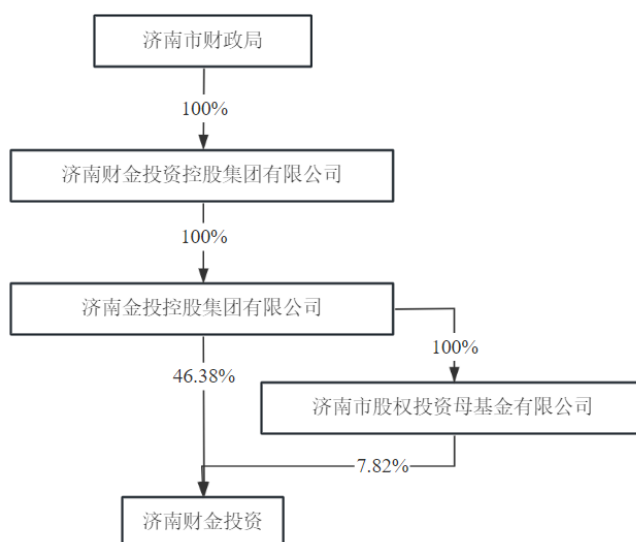 济南市财政局
100%
济南财金投资控股集团有限公司
100%
济南金投控股集团有限公司
100%
46.38%
济南市股权投资母基金有限公司
7.82%
济南财金投资